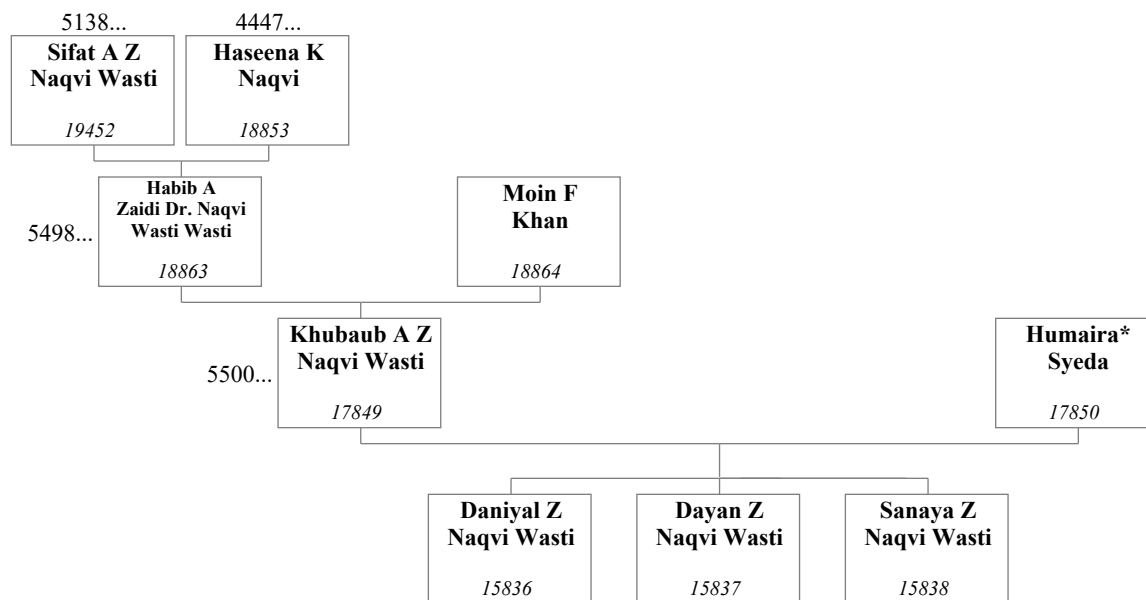 5138...
4447...
Sifat A Z
Naqvi Wasti
19452
Haseena K
Naqvi
18853
5498...
Habib A
Zaidi Dr. Naqvi
Wasti Wasti
18863
Moin F
Khan
18864
5500...
Khubaub A Z
Naqvi Wasti
17849
Humaira*
Syeda
17850
Daniyal Z
Naqvi Wasti
15836
Dayan Z
Naqvi Wasti
15837
Sanaya Z
Naqvi Wasti
15838